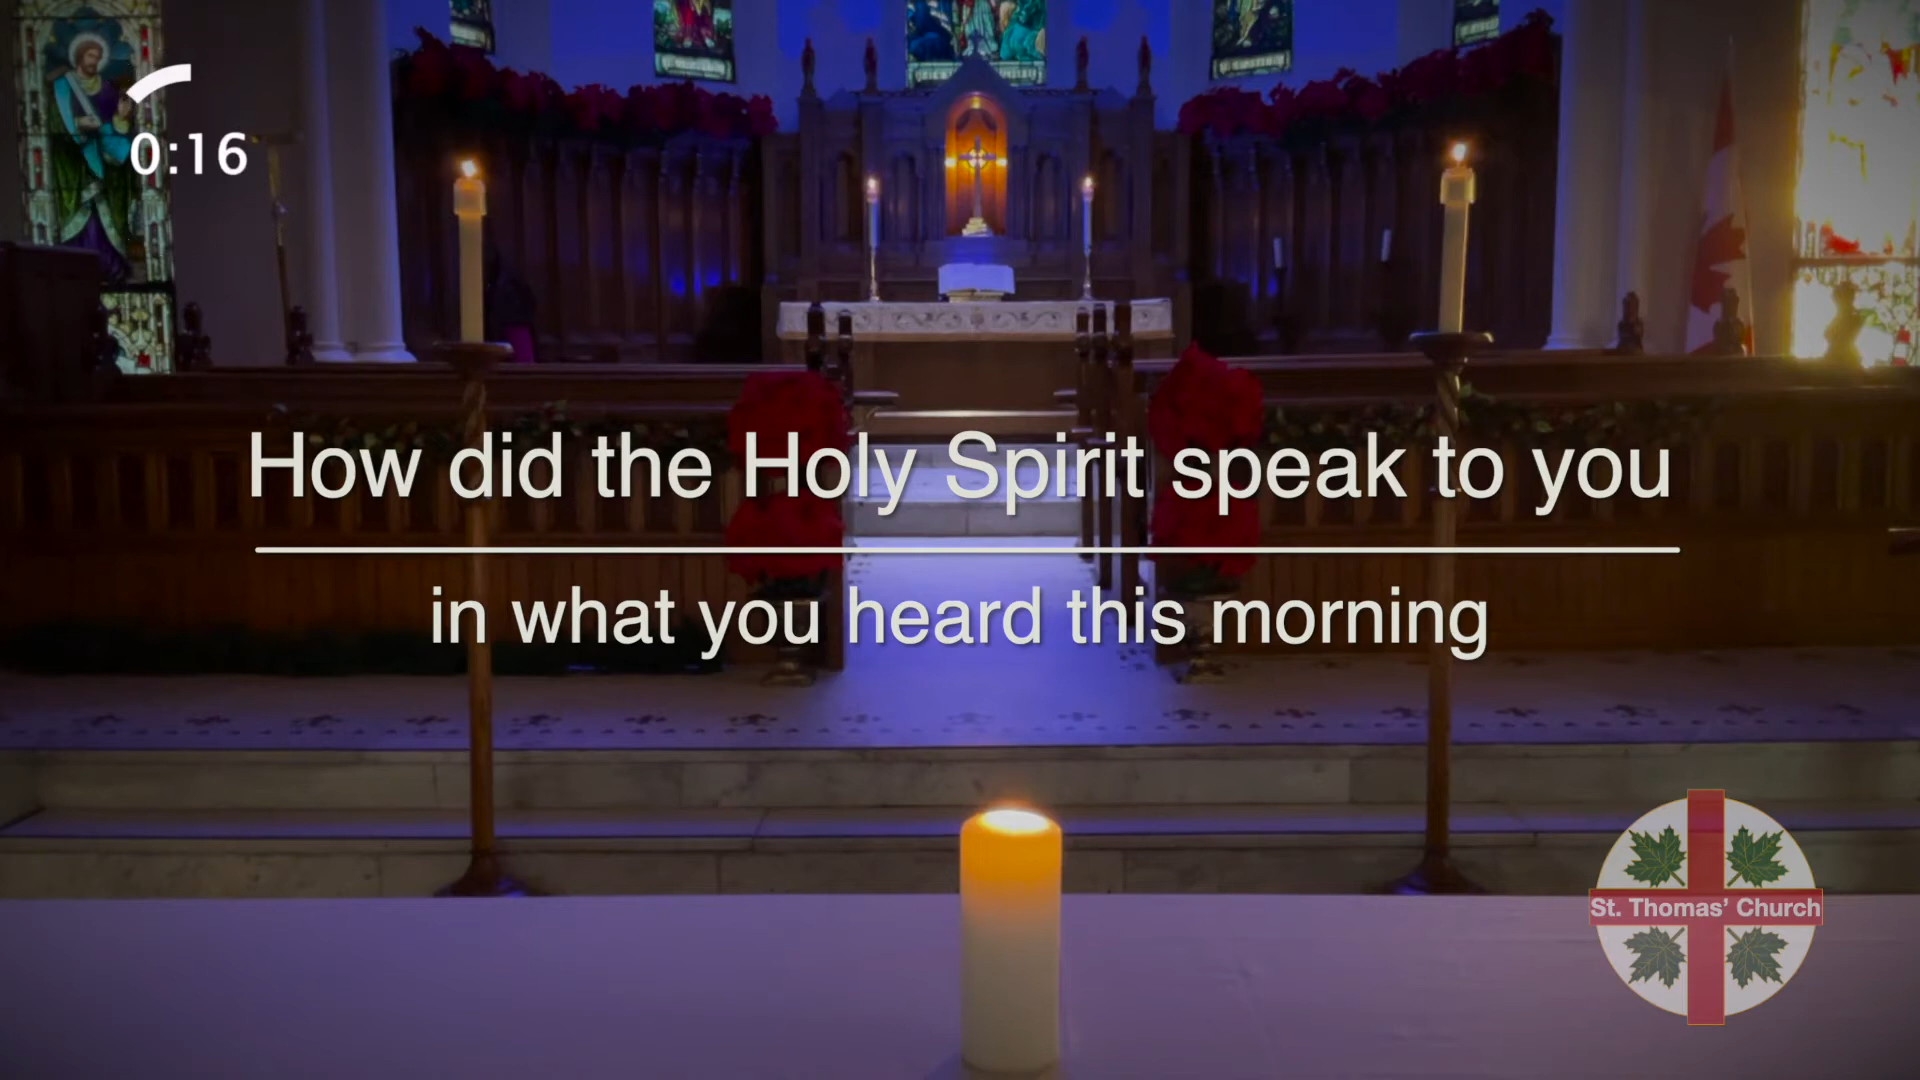 0:16
How did the Holy Spirit speak to you
in what you heard this morning
St. Thomas' Church